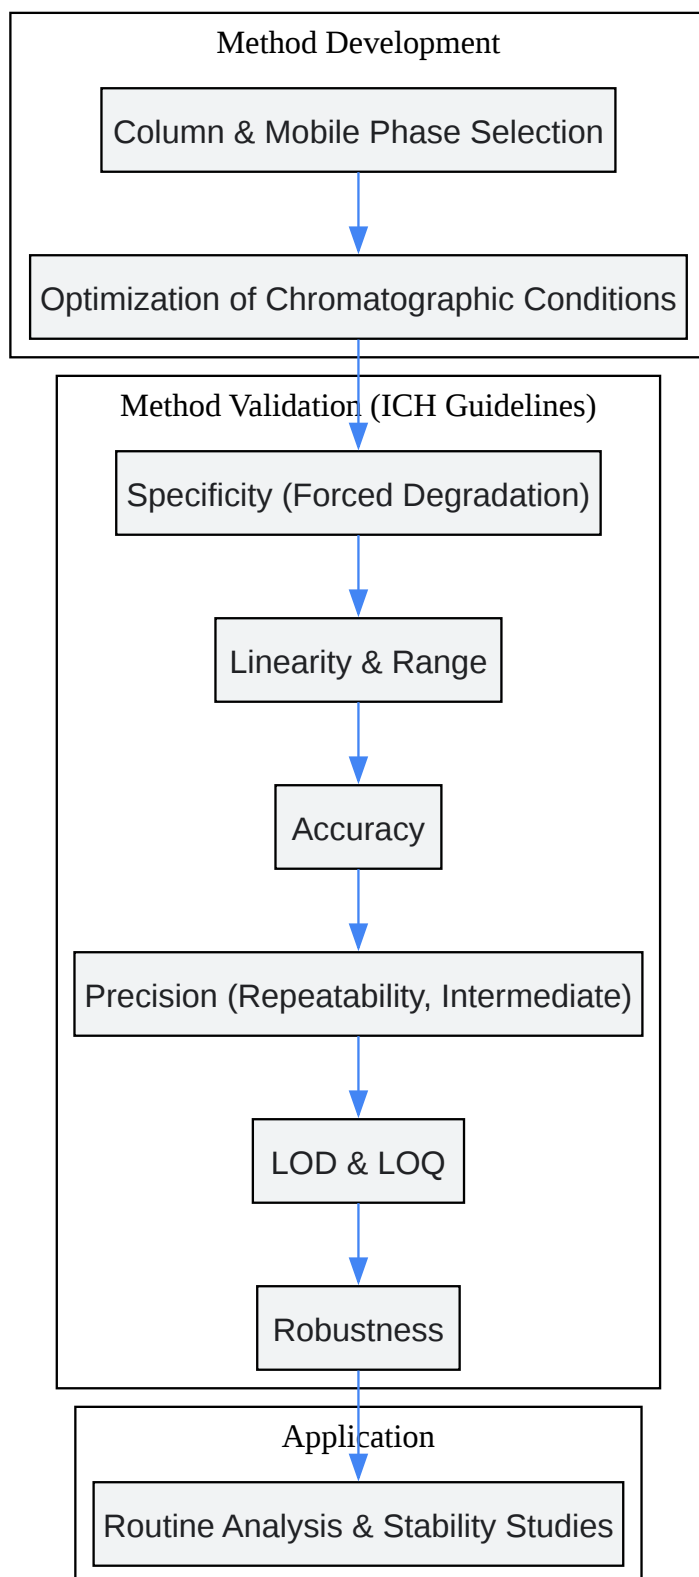 Method Development
Column & Mobile Phase Selection
Optimization of Chromatographic Conditions
Method Validation (ICH Guidelines)
Specificity (Forced Degradation)
Linearity & Range
Accuracy
Precision (Repeatability, Intermediate)
LOD & LOQ
Robustness
Application
Routine Analysis & Stability Studies